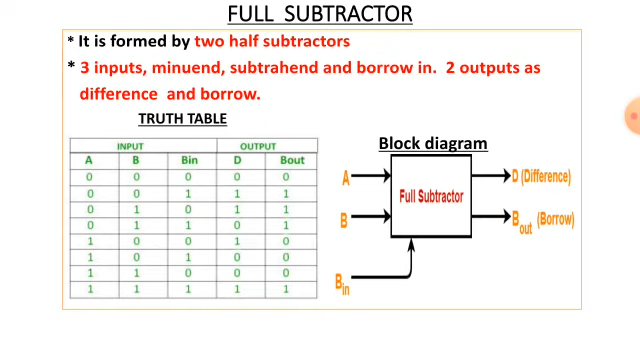 FULL SUBTRACTOR
* It is formed by two half subtractors
* 3 inputs, minuend, subtrahend and borrow in. 2 outputs as
difference and borrow.
TRUTH TABLE
INPUT OUTPUT
A B Bin D Bout
0 0 0 0 0
0 0 1 1 1
0 1 0 1 1
0 1 1 0 1
1 0 0 1 0
1 0 1 0 0
1 1 0 0 0
1 1 1 1 1
Block diagram
A
B
Bin
Full Subtractor
D (Difference)
Bout (Borrow)